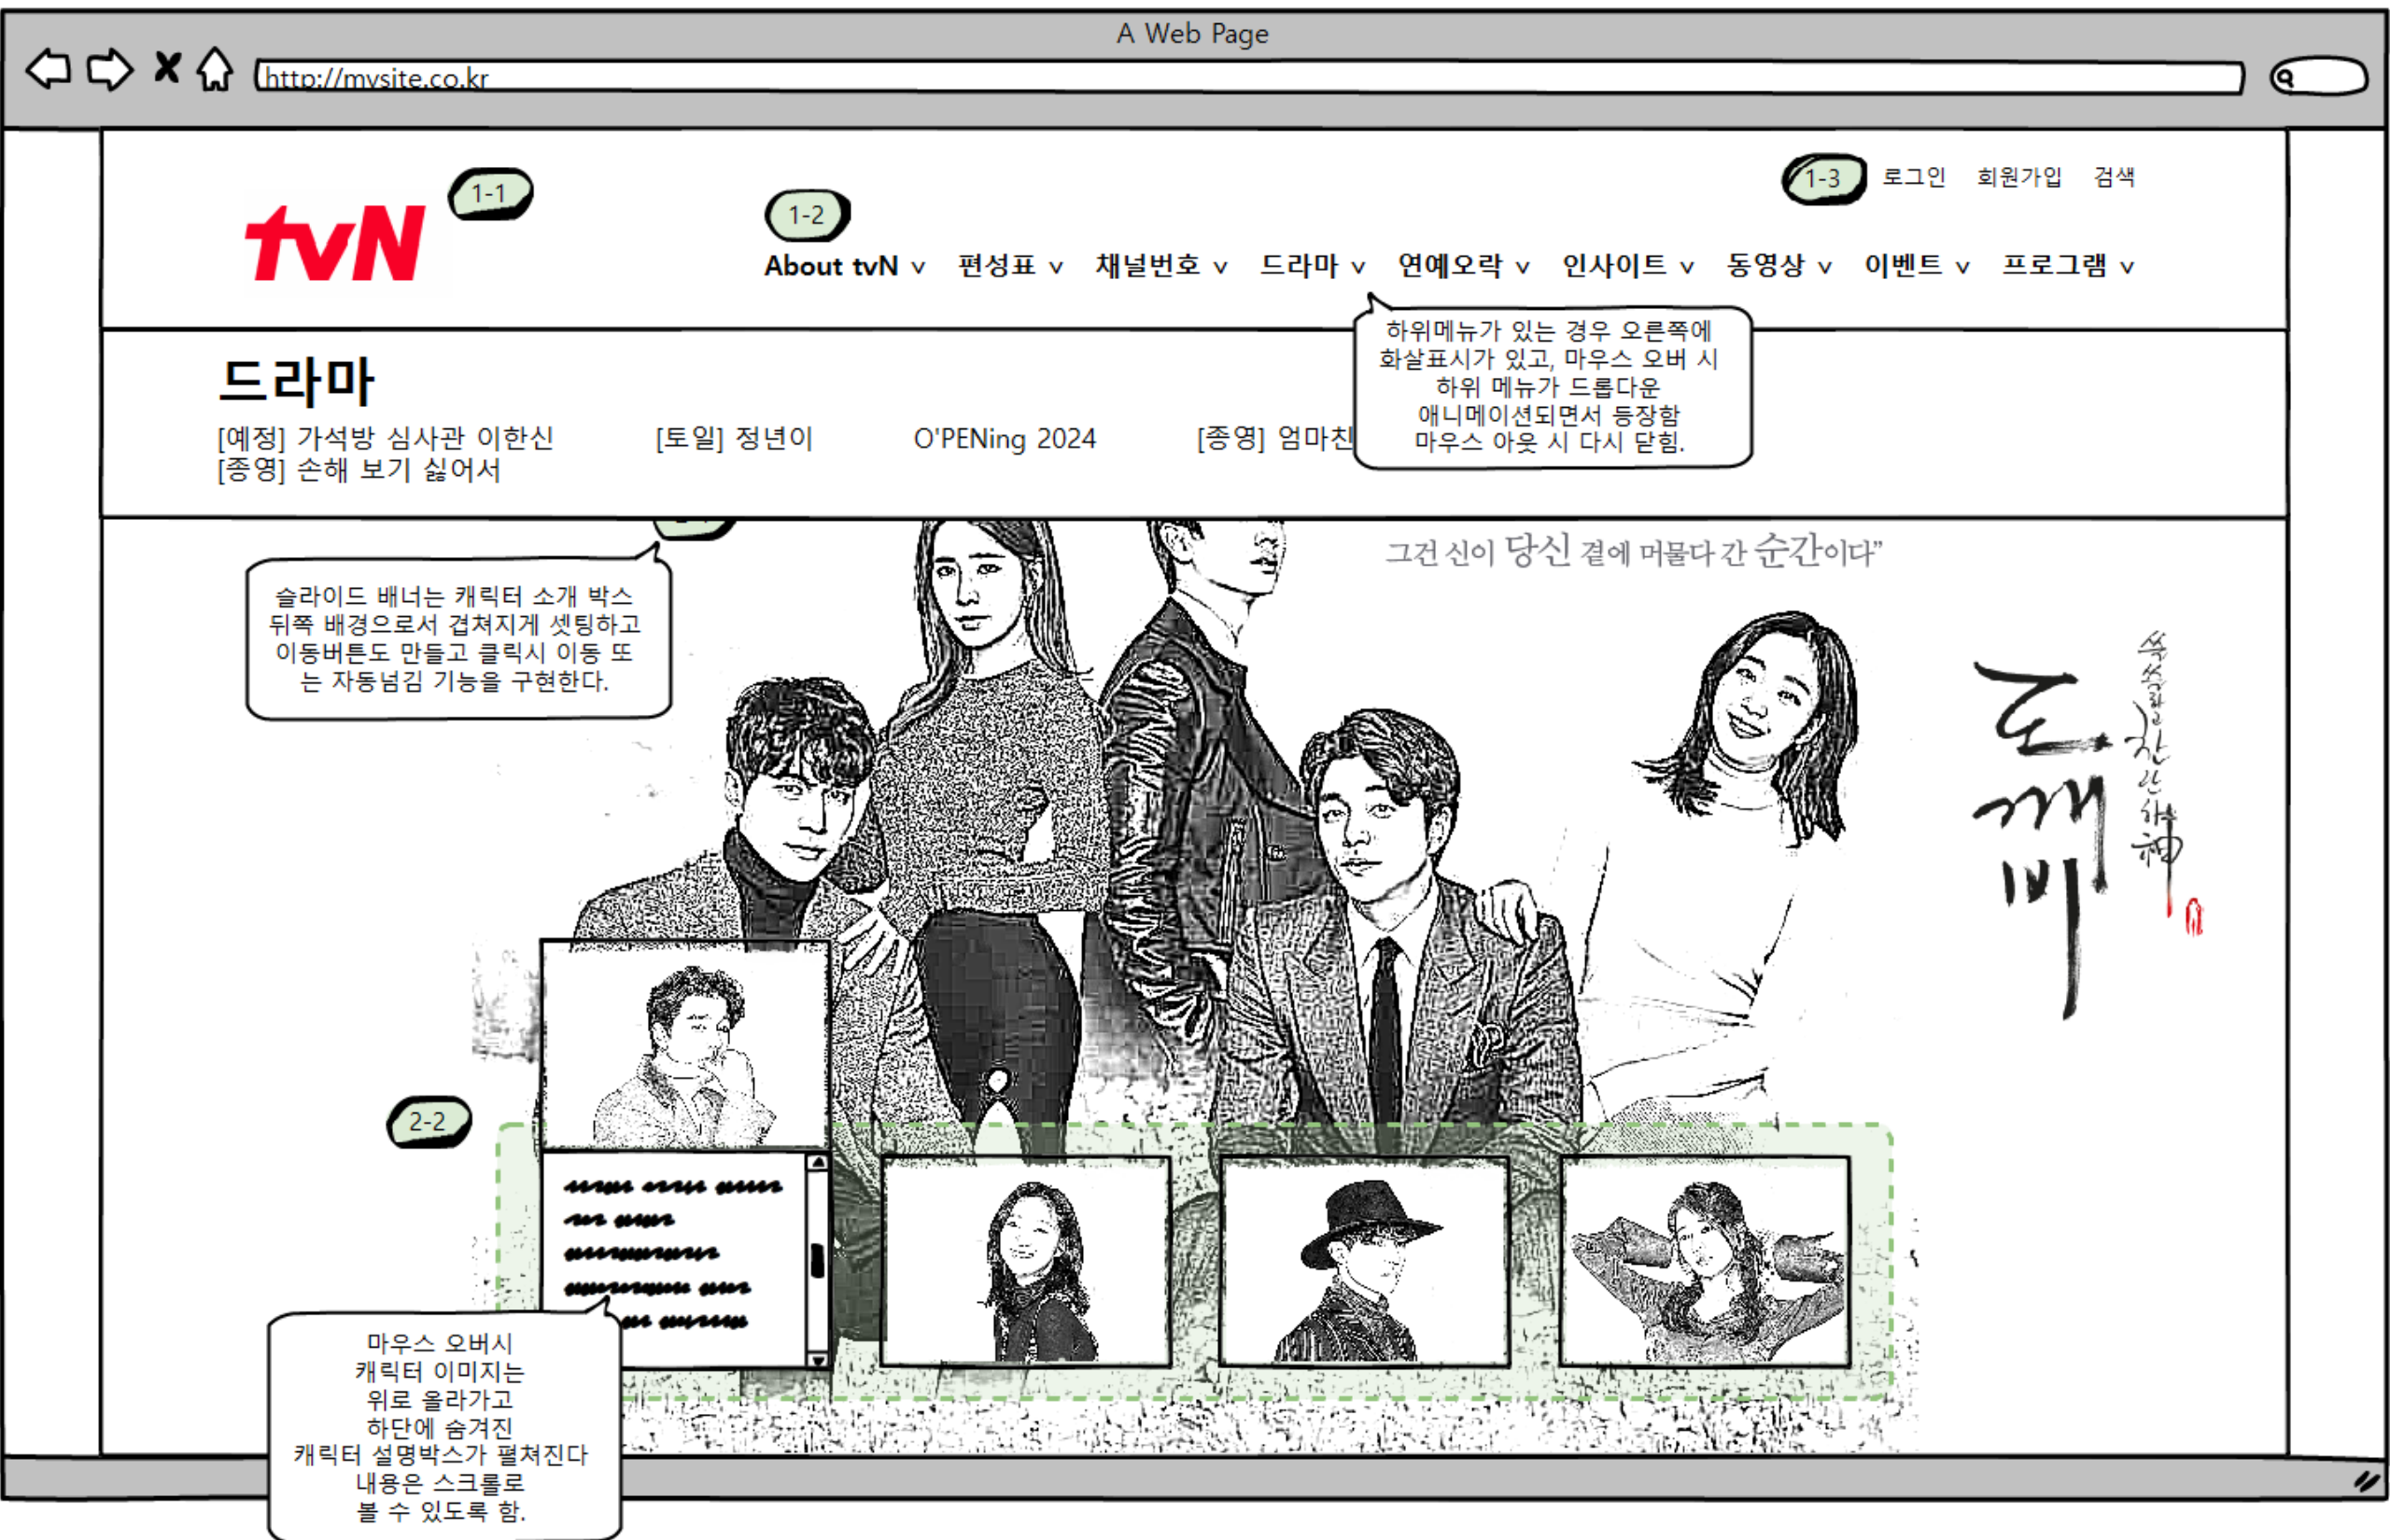 A Web Page
http://mysite.co.kr
1-1
1-2
1-3
로그인 회원가입 검색
tvN
About tvN ∨ 편성표 ∨ 채널번호 ∨ 드라마 ∨ 연예오락 ∨ 인사이트 ∨ 동영상 ∨ 이벤트 ∨ 프로그램 ∨
하위메뉴가 있는 경우 오른쪽에
화살표시가 있고, 마우스 오버 시
하위 메뉴가 드롭다운
애니메이션되면서 등장함
마우스 아웃 시 다시 닫힘.
드라마
[예정] 가석방 심사관 이한신 [토일] 정년이 O'PENing 2024 [종영] 엄마친
[종영] 손해 보기 싫어서
그건 신이 당신 곁에 머물다 간 순간이다”
슬라이드 배너는 캐릭터 소개 박스
뒤쪽 배경으로서 겹쳐지게 셋팅하고
이동버튼도 만들고 클릭시 이동 또
는 자동넘김 기능을 구현한다.
쓸쓸하고 찬란하神
도깨비
2-2
마우스 오버시
캐릭터 이미지는
위로 올라가고
하단에 숨겨진
캐릭터 설명박스가 펼쳐진다
내용은 스크롤로
볼 수 있도록 함.